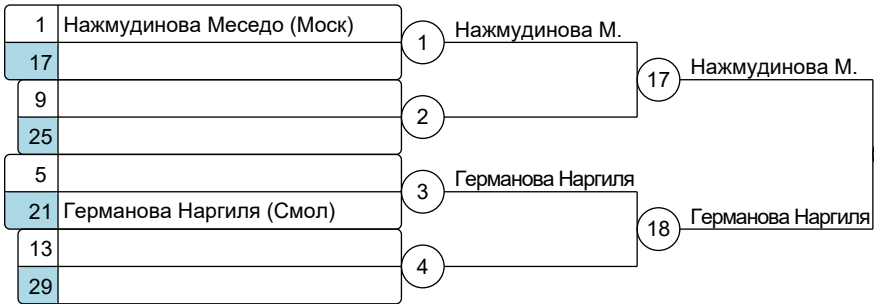 1 Нажмудинова Меседо (Моск)
17
1 Нажмудинова М.
9
25
2
17 Нажмудинова М.
5
21 Германова Наргиля (Смол)
3 Германова Наргиля
13
29
4
18 Германова Наргиля